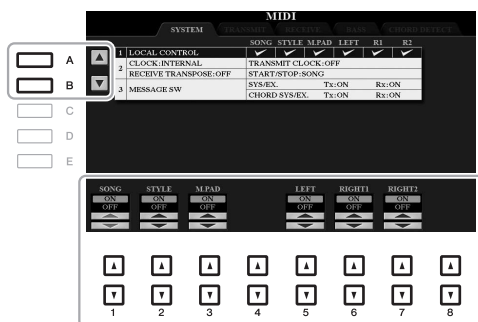 MIDI
SYSTEM TRANSMIT RECEIVE BASS CHORD DETECT
SONG STYLE M.PAD LEFT R1 R2
A
1 LOCAL CONTROL
2 CLOCK:INTERNAL TRANSMIT CLOCK:OFF
RECEIVE TRANSPOSE:OFF START/STOP:SONG
B
3 MESSAGE SW SYS/EX. Tx:ON Rx:ON
CHORD SYS/EX. Tx:ON Rx:ON
C
D
E
SONG STYLE M.PAD LEFT RIGHT1 RIGHT2
ON ON ON ON ON ON
OFF OFF OFF OFF OFF OFF
1 2 3 4 5 6 7 8